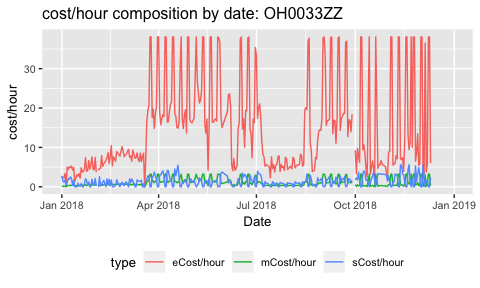 cost/hour composition by date: OH0033ZZ
cost/hour
30
20
10
0
Jan 2018 Apr 2018 Jul 2018 Oct 2018 Jan 2019
Date
type eCost/hour mCost/hour sCost/hour